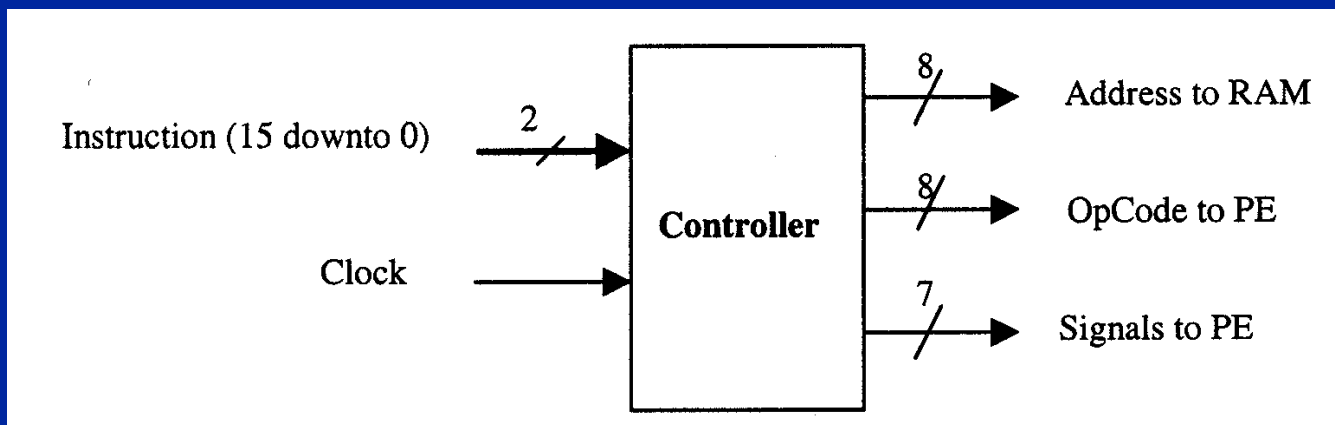 8
Address to RAM
2
Instruction (15 downto 0)
8
OpCode to PE
Controller
Clock
7
Signals to PE